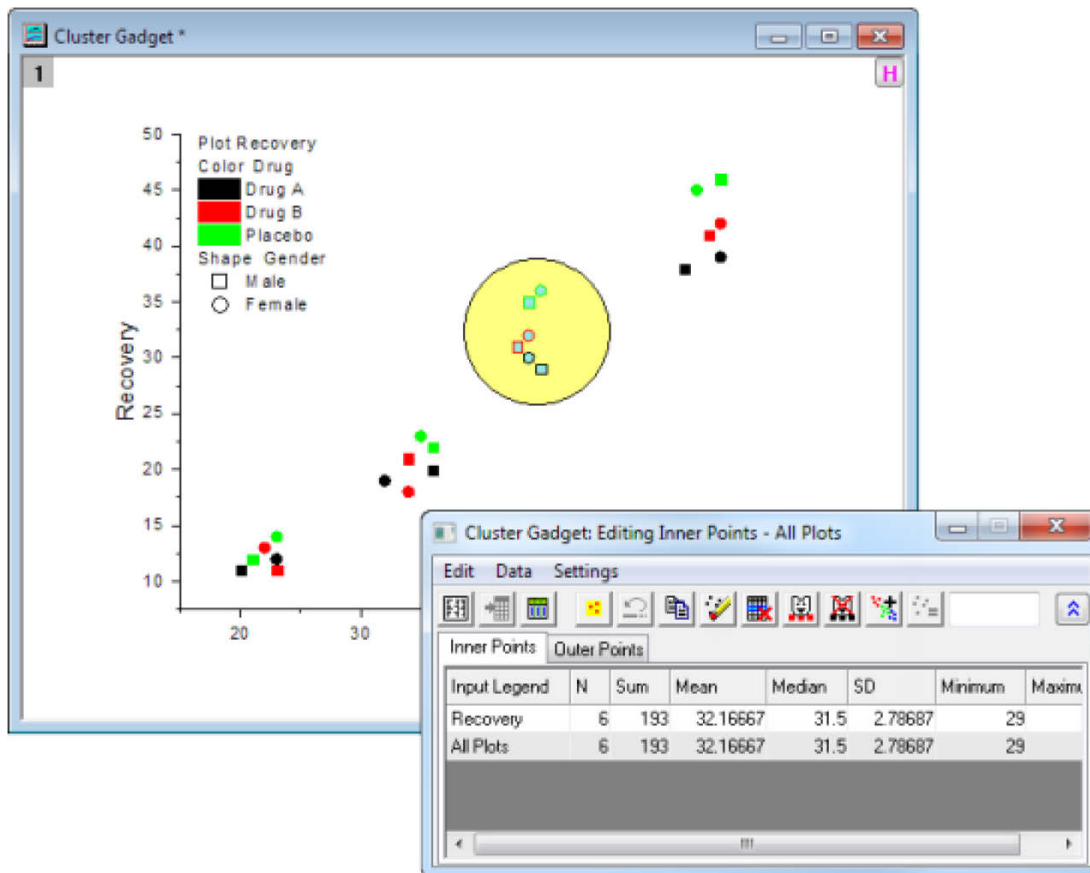 Cluster Gadget *
1
H
50
45
40
35
30
25
20
15
10
Recovery
Plot Recovery
Color Drug
Drug A
Drug B
Placebo
Shape Gender
Male
Female
20
30
Cluster Gadget: Editing Inner Points - All Plots
Edit Data Settings
Inner Points Outer Points
Input Legend N Sum Mean Median SD Minimum Maximu
Recovery 6 193 32.16667 31.5 2.78687 29
All Plots 6 193 32.16667 31.5 2.78687 29